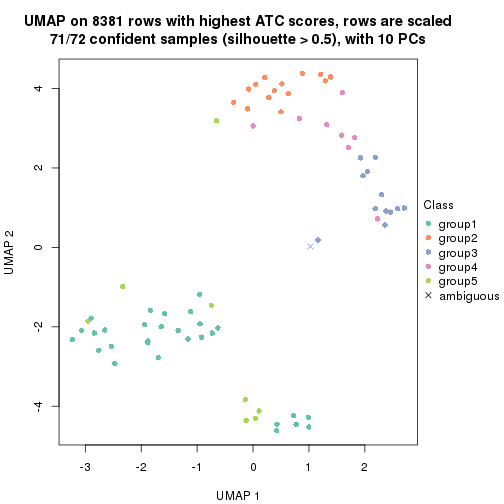 UMAP on 8381 rows with highest ATC scores, rows are scaled
71/72 confident samples (silhouette > 0.5), with 10 PCs
4
2
0
-2
-4
UMAP 2
-3
-2
-1
0
1
2
UMAP 1
Class
group1
group2
group3
group4
group5
ambiguous